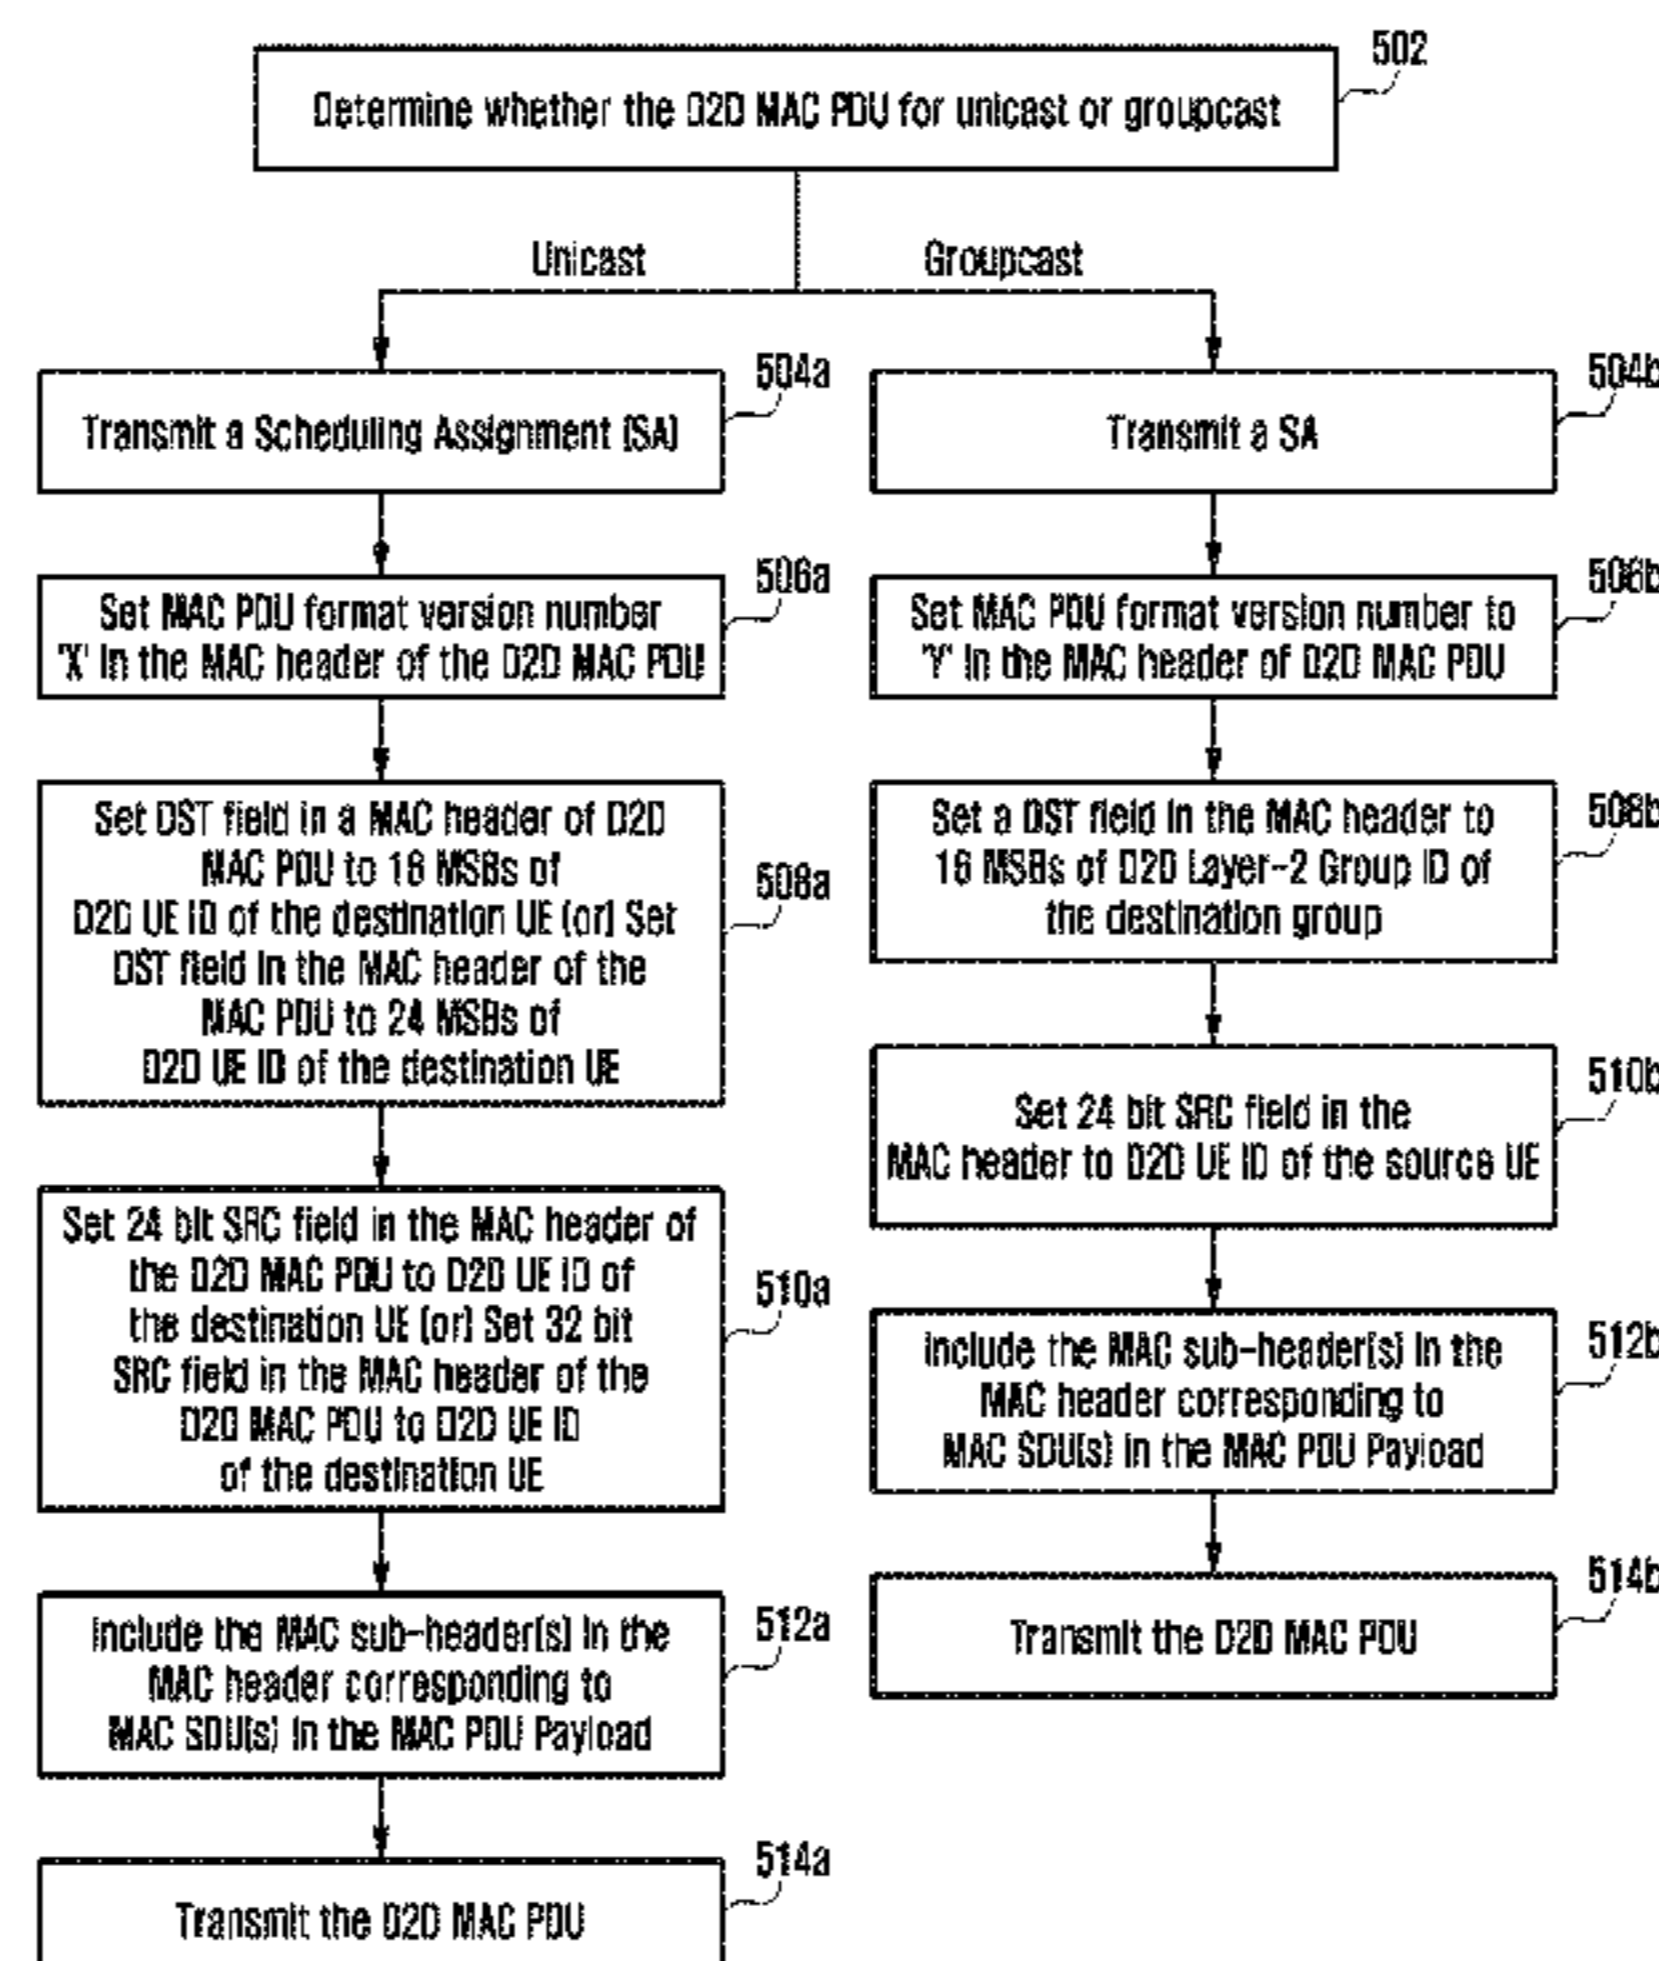 502
Determine whether the D2D MAC PDU for unicast or groupcast
Unicast
Groupcast
504a
Transmit a Scheduling Assignment (SA)
506a
Set MAC PDU format version number
'X' in the MAC header of the D2D MAC PDU
508a
Set DST field in a MAC header of D2D
MAC PDU to 16 MSBs of
D2D UE ID of the destination UE (or) Set
DST field in the MAC header of the
MAC PDU to 24 MSBs of
D2D UE ID of the destination UE
510a
Set 24 bit SRC field in the MAC header of
the D2D MAC PDU to D2D UE ID of
the destination UE (or) Set 32 bit
SRC field in the MAC header of the
D2D MAC PDU to D2D UE ID
of the destination UE
512a
Include the MAC sub-header(s) in the
MAC header corresponding to
MAC SDU(s) in the MAC PDU Payload
514a
Transmit the D2D MAC PDU
504b
Transmit a SA
506b
Set MAC PDU format version number to
'Y' in the MAC header of D2D MAC PDU
508b
Set a DST field in the MAC header to
16 MSBs of D2D Layer-2 Group ID of
the destination group
510b
Set 24 bit SRC field in the
MAC header to D2D UE ID of the source UE
512b
Include the MAC sub-header(s) in the
MAC header corresponding to
MAC SDU(s) in the MAC PDU Payload
514b
Transmit the D2D MAC PDU